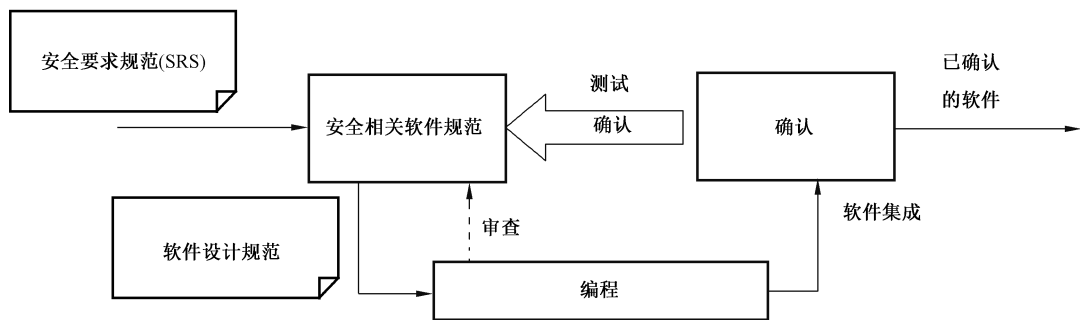 安全要求规范(SRS)
安全相关软件规范
测试
确认
确认
已确认
的软件
软件设计规范
审查
软件集成
编程